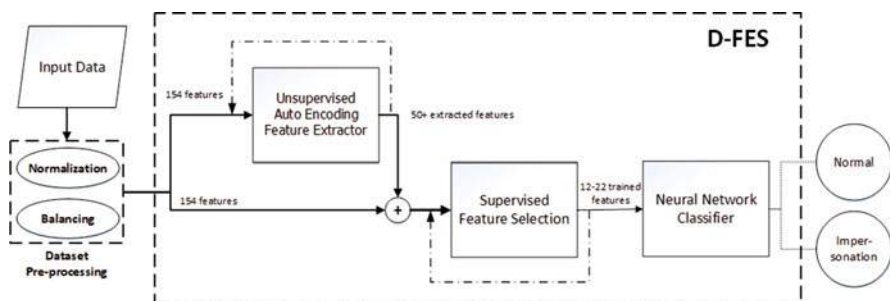 D-FES
Input Data
154 features
Unsupervised
Auto Encoding
Feature Extractor
50+ extracted features
Normalization
Balancing
Dataset
Pre-processing
154 features
+
Supervised
Feature Selection
12-22 trained
features
Neural Network
Classifier
Normal
Imper-
sonation